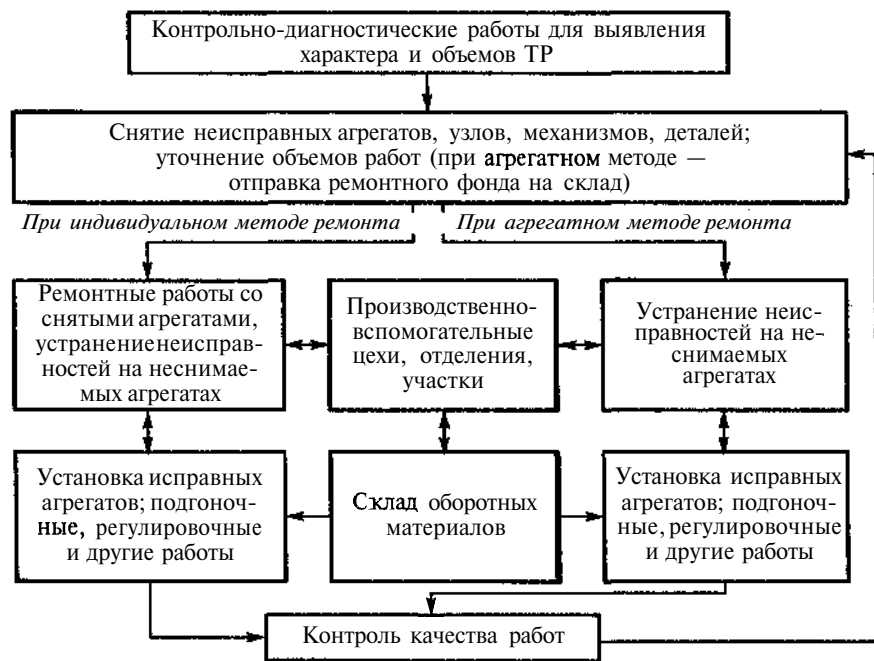 Контрольно-диагностические работы для выявления
характера и объемов ТР
Снятие неисправных агрегатов, узлов, механизмов, деталей;
уточнение объемов работ (при агрегатном методе —
отправка ремонтного фонда на склад)
При индивидуальном методе ремонта
При агрегатном методе ремонта
Ремонтные работы со
снятыми агрегатами,
устранение неисправ-
ностей на неснимае-
мых агрегатах
Производственно-
вспомогательные
цехи, отделения,
участки
Устранение неис-
правностей на не-
снимаемых
агрегатах
Установка исправных
агрегатов; подгоноч-
ные, регулировочные
и другие работы
Склад оборотных
материалов
Установка исправных
агрегатов; подгоноч-
ные, регулировочные
и другие работы
Контроль качества работ